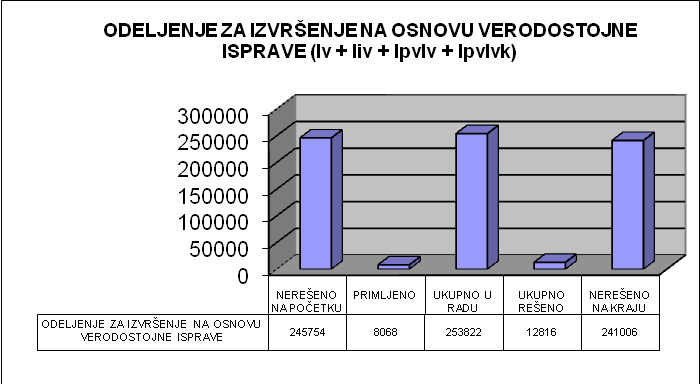 ODELJENJE ZA IZVRŠENJE NA OSNOVU VERODOSTOJNE
ISPRAVE (Iv + Iiv + IpvIv + IpvIvk)
300000
250000
200000
150000
100000
50000
0
NEREŠENO NA POČETKU
PRIMLJENO
UKUPNO U RADU
UKUPNO REŠENO
NEREŠENO NA KRAJU
ODELJENJE ZA IZVRŠENJE NA OSNOVU
VERODOSTOJNE ISPRAVE
245754 8068 253822 12816 241006